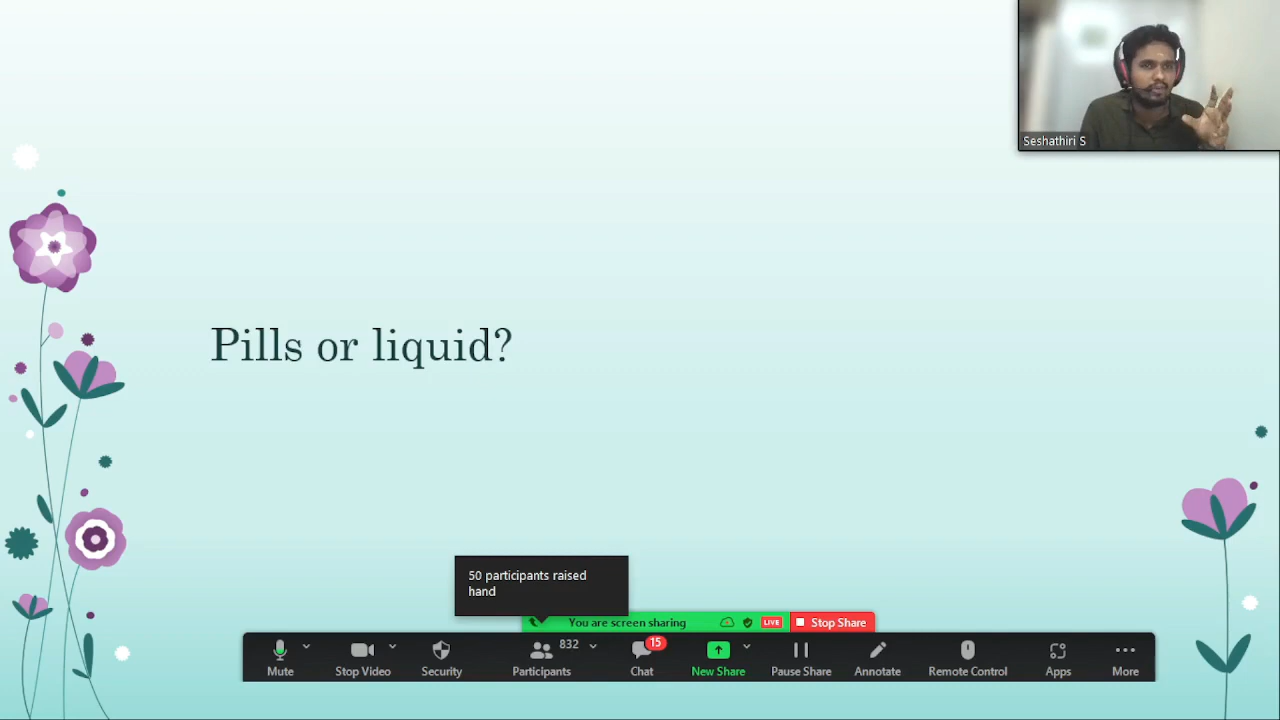 Seshathiri S
Pills or liquid?
50 participants raised
hand
You are screen sharing
LIVE
Stop Share
832
15
Mute
Stop Video
Security
Participants
Chat
New Share
Pause Share
Annotate
Remote Control
Apps
More